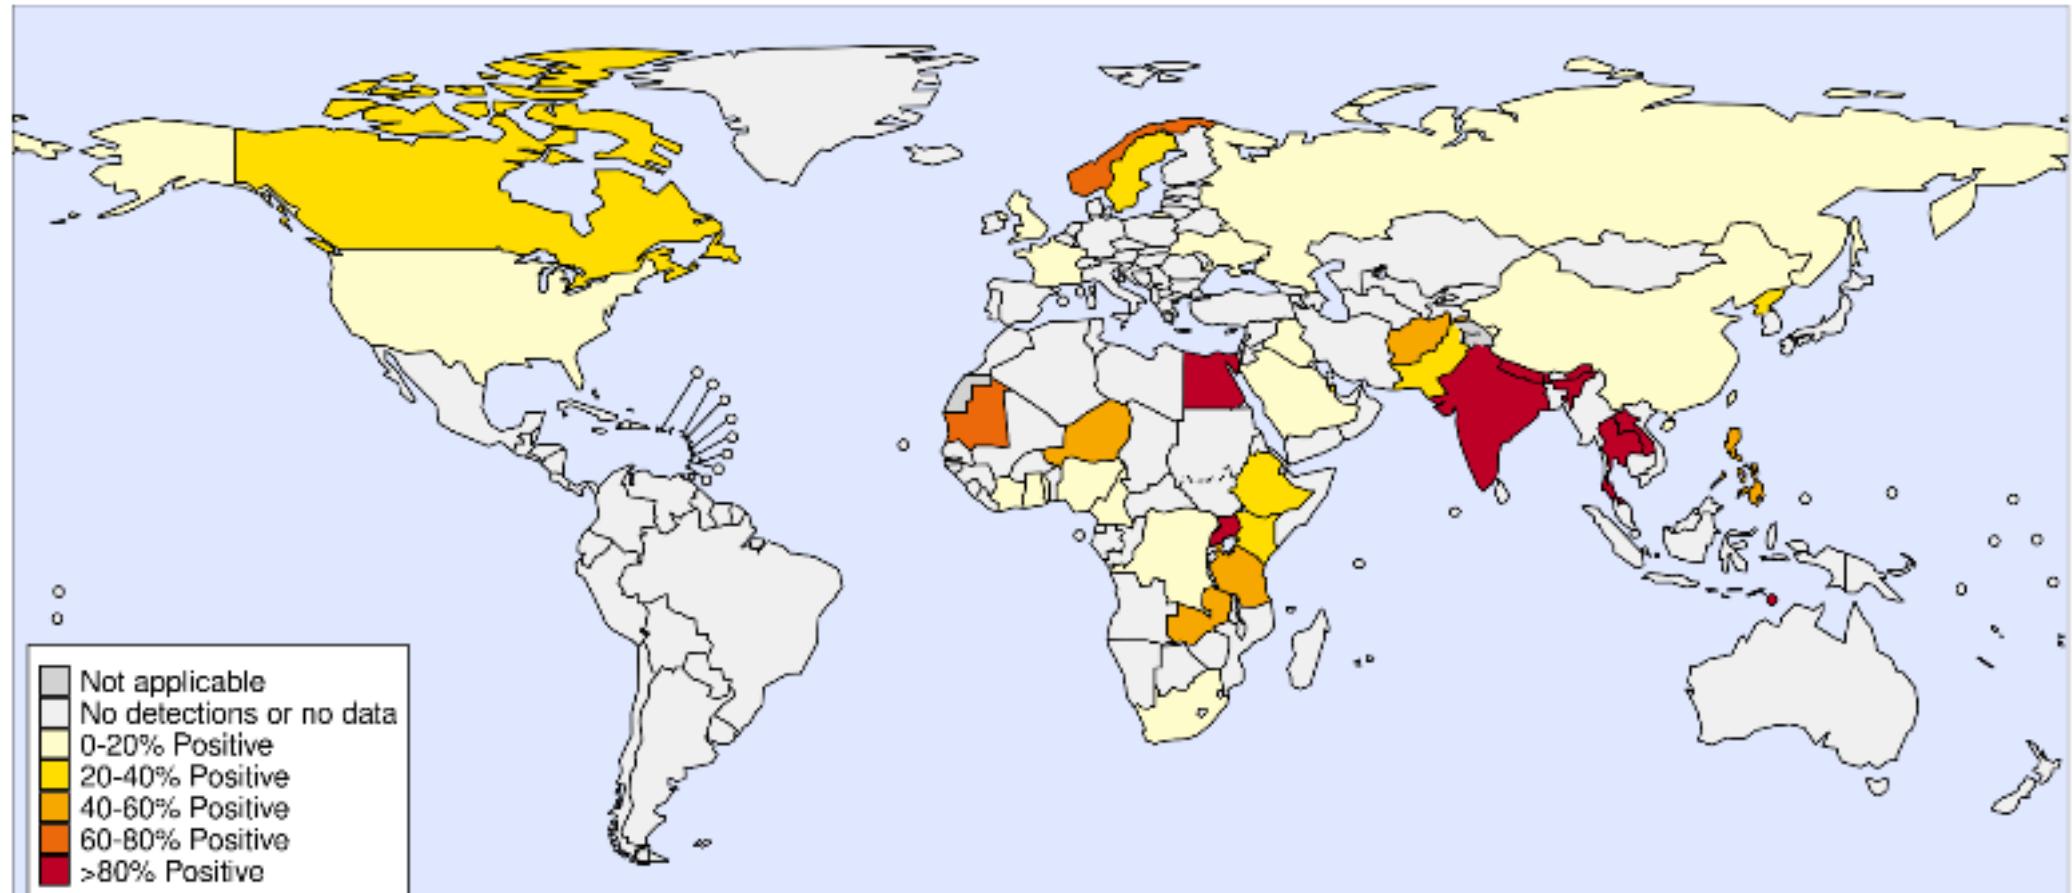 Not applicable
No detections or no data
0-20% Positive
20-40% Positive
40-60% Positive
60-80% Positive
>80% Positive